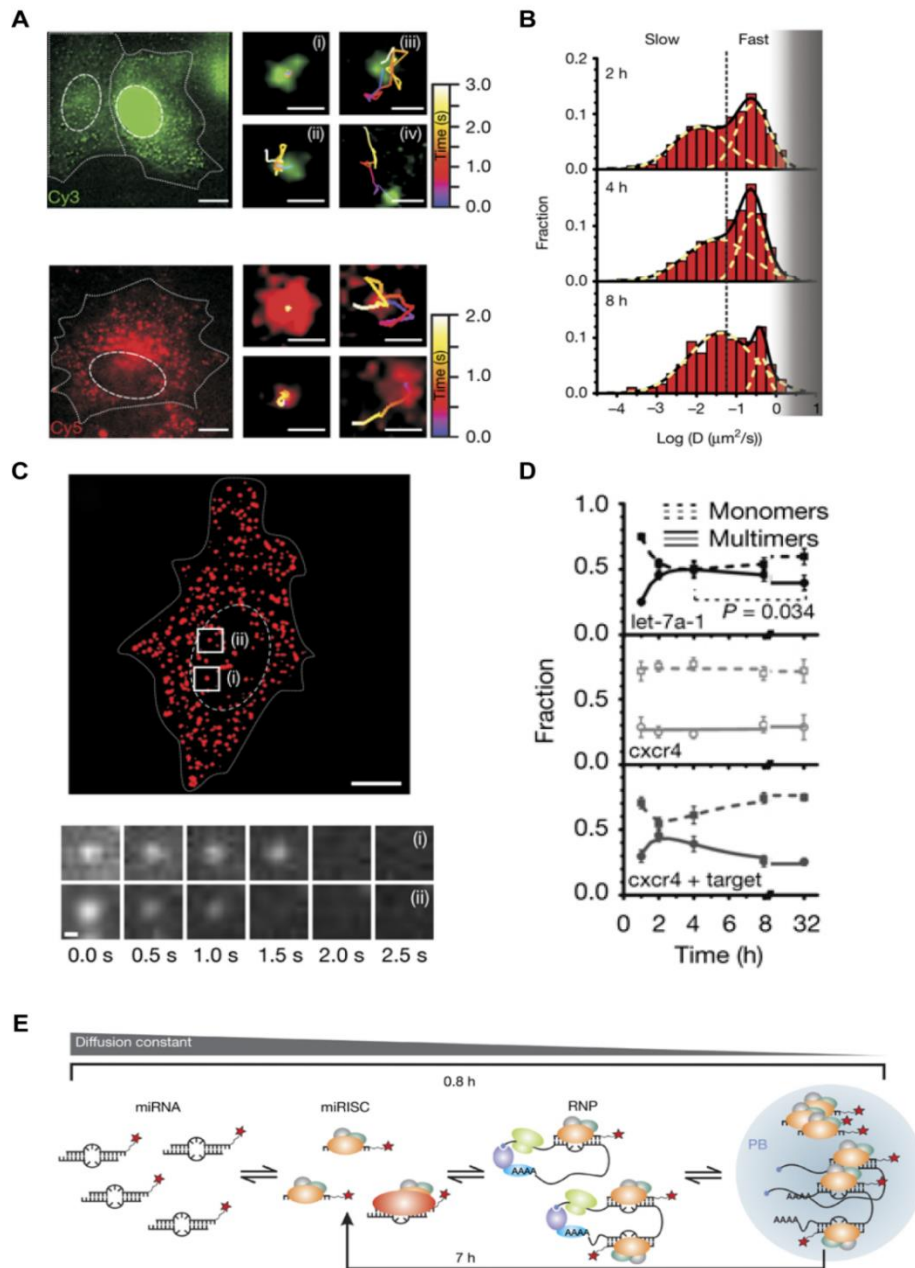 A
(i)
(iii)
(ii)
(iv)
Cy3
Time (s)
3.0
2.0
1.0
0.0
Cy5
Time (s)
2.0
1.0
0.0
B
Slow
Fast
0.2
2 h
0.1
0.0
4 h
0.1
0.0
8 h
0.1
0.0
Fraction
−4
−3
−2
−1
0
1
Log (D (μm²/s))
C
(ii)
(i)
(i)
(ii)
0.0 s 0.5 s 1.0 s 1.5 s 2.0 s 2.5 s
D
1.0
Monomers
Multimers
0.5
P = 0.034
0.0
let-7a-1
0.5
0.0
cxcr4
0.5
0.0
cxcr4 + target
Fraction
0 2 4 8 32
Time (h)
E
Diffusion constant
0.8 h
miRNA
miRISC
RNP
PB
AAAA
AAAA
AAAA
AAAA
7 h